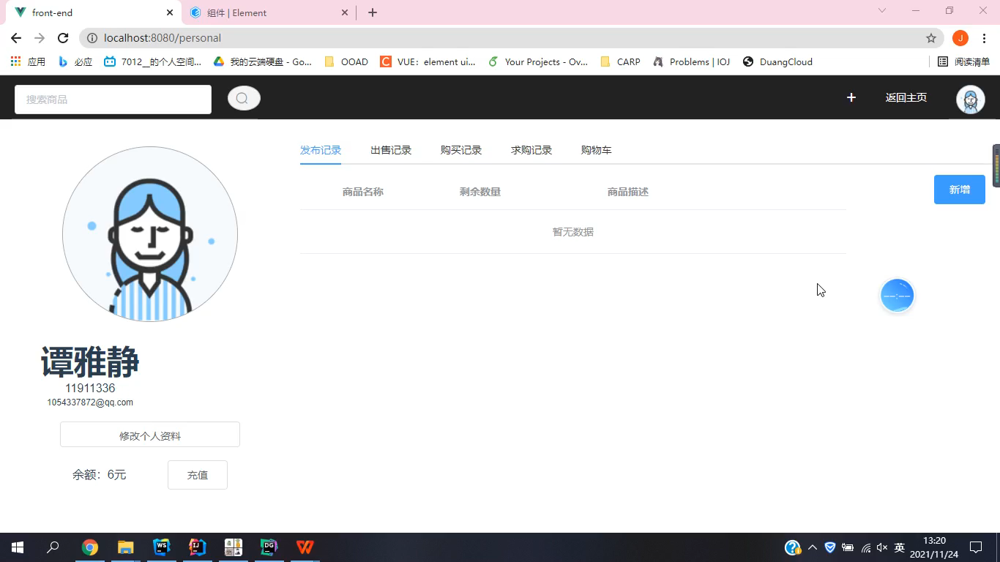 front-end
组件 | Element
localhost:8080/personal
J
应用 必应 7012__的个人空间... 我的云端硬盘 - Go... OOAD VUE：element ui... Your Projects - Ov... CARP Problems | IOJ DuangCloud 阅读清单
搜索商品 + 返回主页
发布记录 出售记录 购买记录 求购记录 购物车
商品名称 剩余数量 商品描述 新增
暂无数据
谭雅静
11911336
1054337872@qq.com
修改个人资料
余额：6元 充值
WS IJ DG 英 13:20
2021/11/24